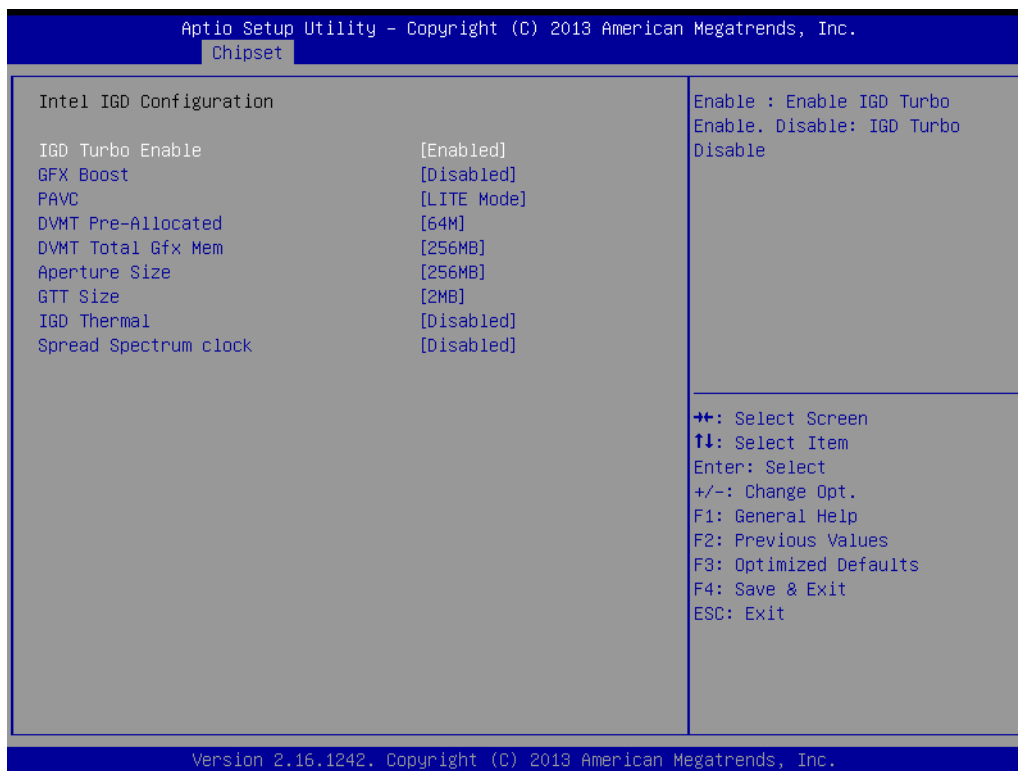 Aptio Setup Utility – Copyright (C) 2013 American Megatrends, Inc.
Chipset
Intel IGD Configuration
IGD Turbo Enable [Enabled]
GFX Boost [Disabled]
PAVC [LITE Mode]
DVMT Pre-Allocated [64M]
DVMT Total Gfx Mem [256MB]
Aperture Size [256MB]
GTT Size [2MB]
IGD Thermal [Disabled]
Spread Spectrum clock [Disabled]
Enable : Enable IGD Turbo
Enable. Disable: IGD Turbo
Disable
→←: Select Screen
↑↓: Select Item
Enter: Select
+/-: Change Opt.
F1: General Help
F2: Previous Values
F3: Optimized Defaults
F4: Save & Exit
ESC: Exit
Version 2.16.1242. Copyright (C) 2013 American Megatrends, Inc.